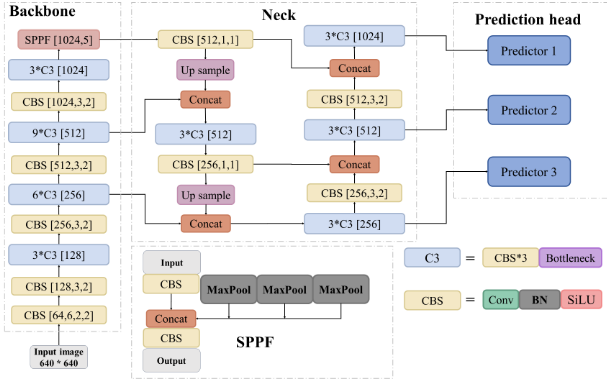 Backbone
SPPF [1024,5]
3*C3 [1024]
CBS [1024,3,2]
9*C3 [512]
CBS [512,3,2]
6*C3 [256]
CBS [256,3,2]
3*C3 [128]
CBS [128,3,2]
CBS [64,6,2,2]
Input image
640 * 640
Neck
CBS [512,1,1]
Up sample
Concat
3*C3 [512]
CBS [256,1,1]
Up sample
Concat
3*C3 [1024]
Concat
CBS [512,3,2]
3*C3 [512]
Concat
CBS [256,3,2]
3*C3 [256]
Prediction head
Predictor 1
Predictor 2
Predictor 3
Input
CBS
MaxPool
MaxPool
MaxPool
Concat
CBS
Output
SPPF
C3 = CBS*3 Bottleneck
CBS = Conv BN SiLU